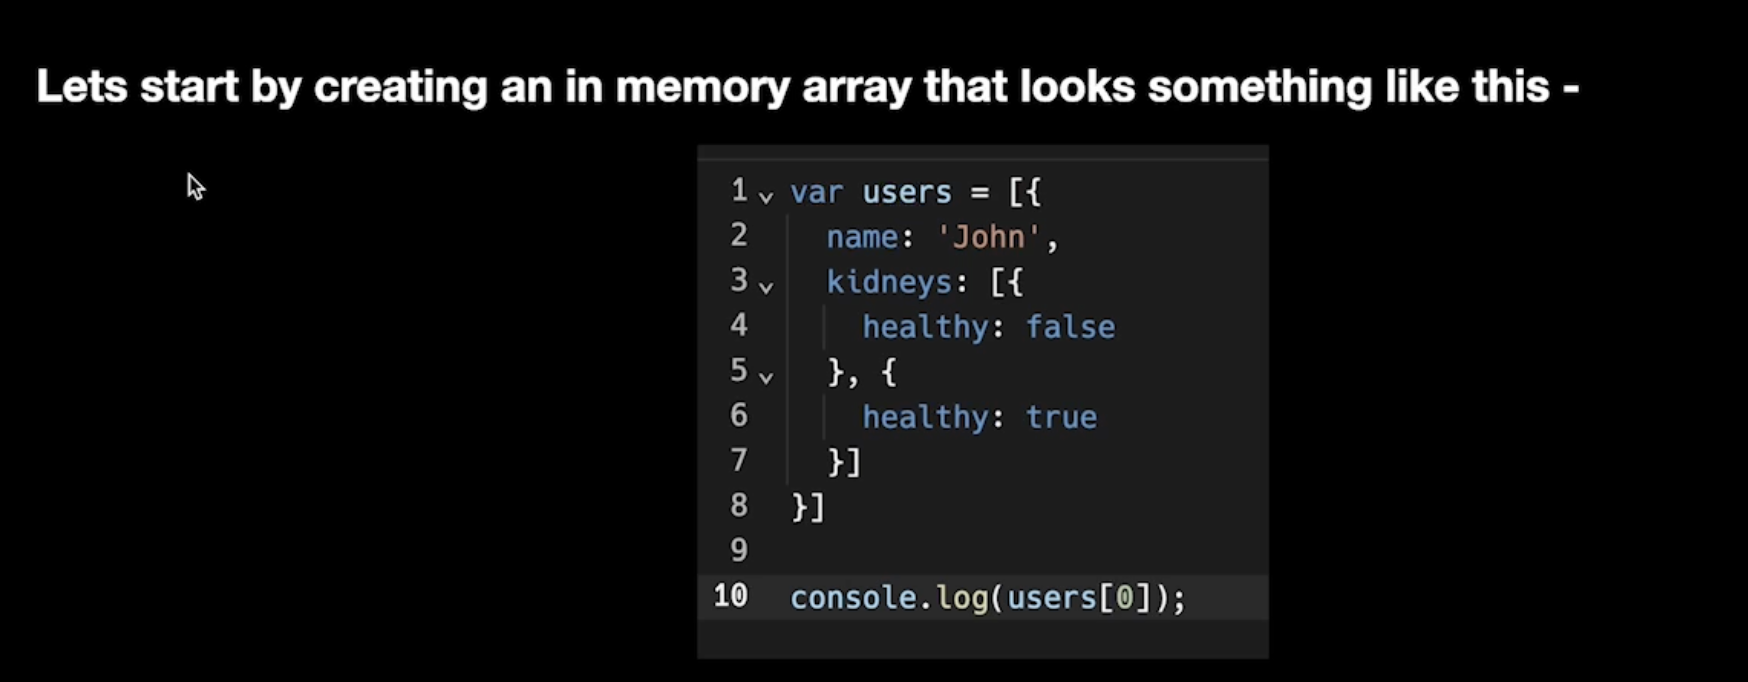 Lets start by creating an in memory array that looks something like this -
1 var users = [{
2   name: 'John',
3   kidneys: [{
4     healthy: false
5   }, {
6     healthy: true
7   }]
8 }]
9
10 console.log(users[0]);